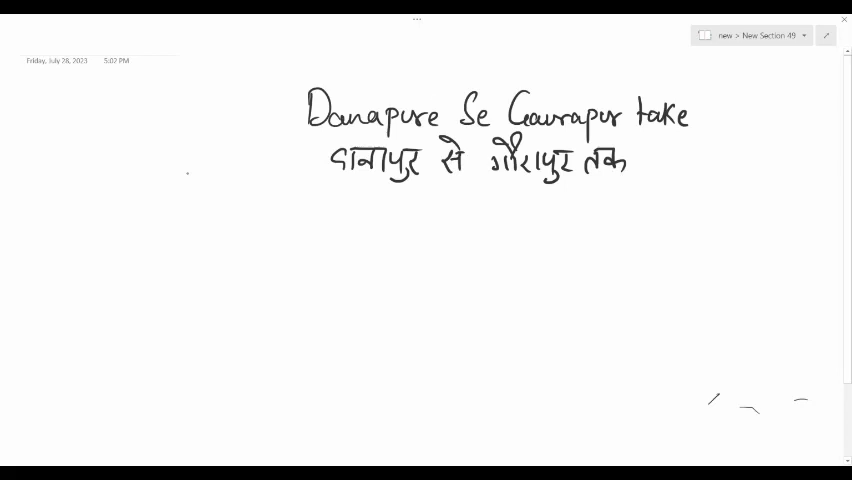 ...
new > New Section 49
Friday, July 28, 2023 5:02 PM
Danapure Se Gaurapur take
दानापुर से गौरापुर तक